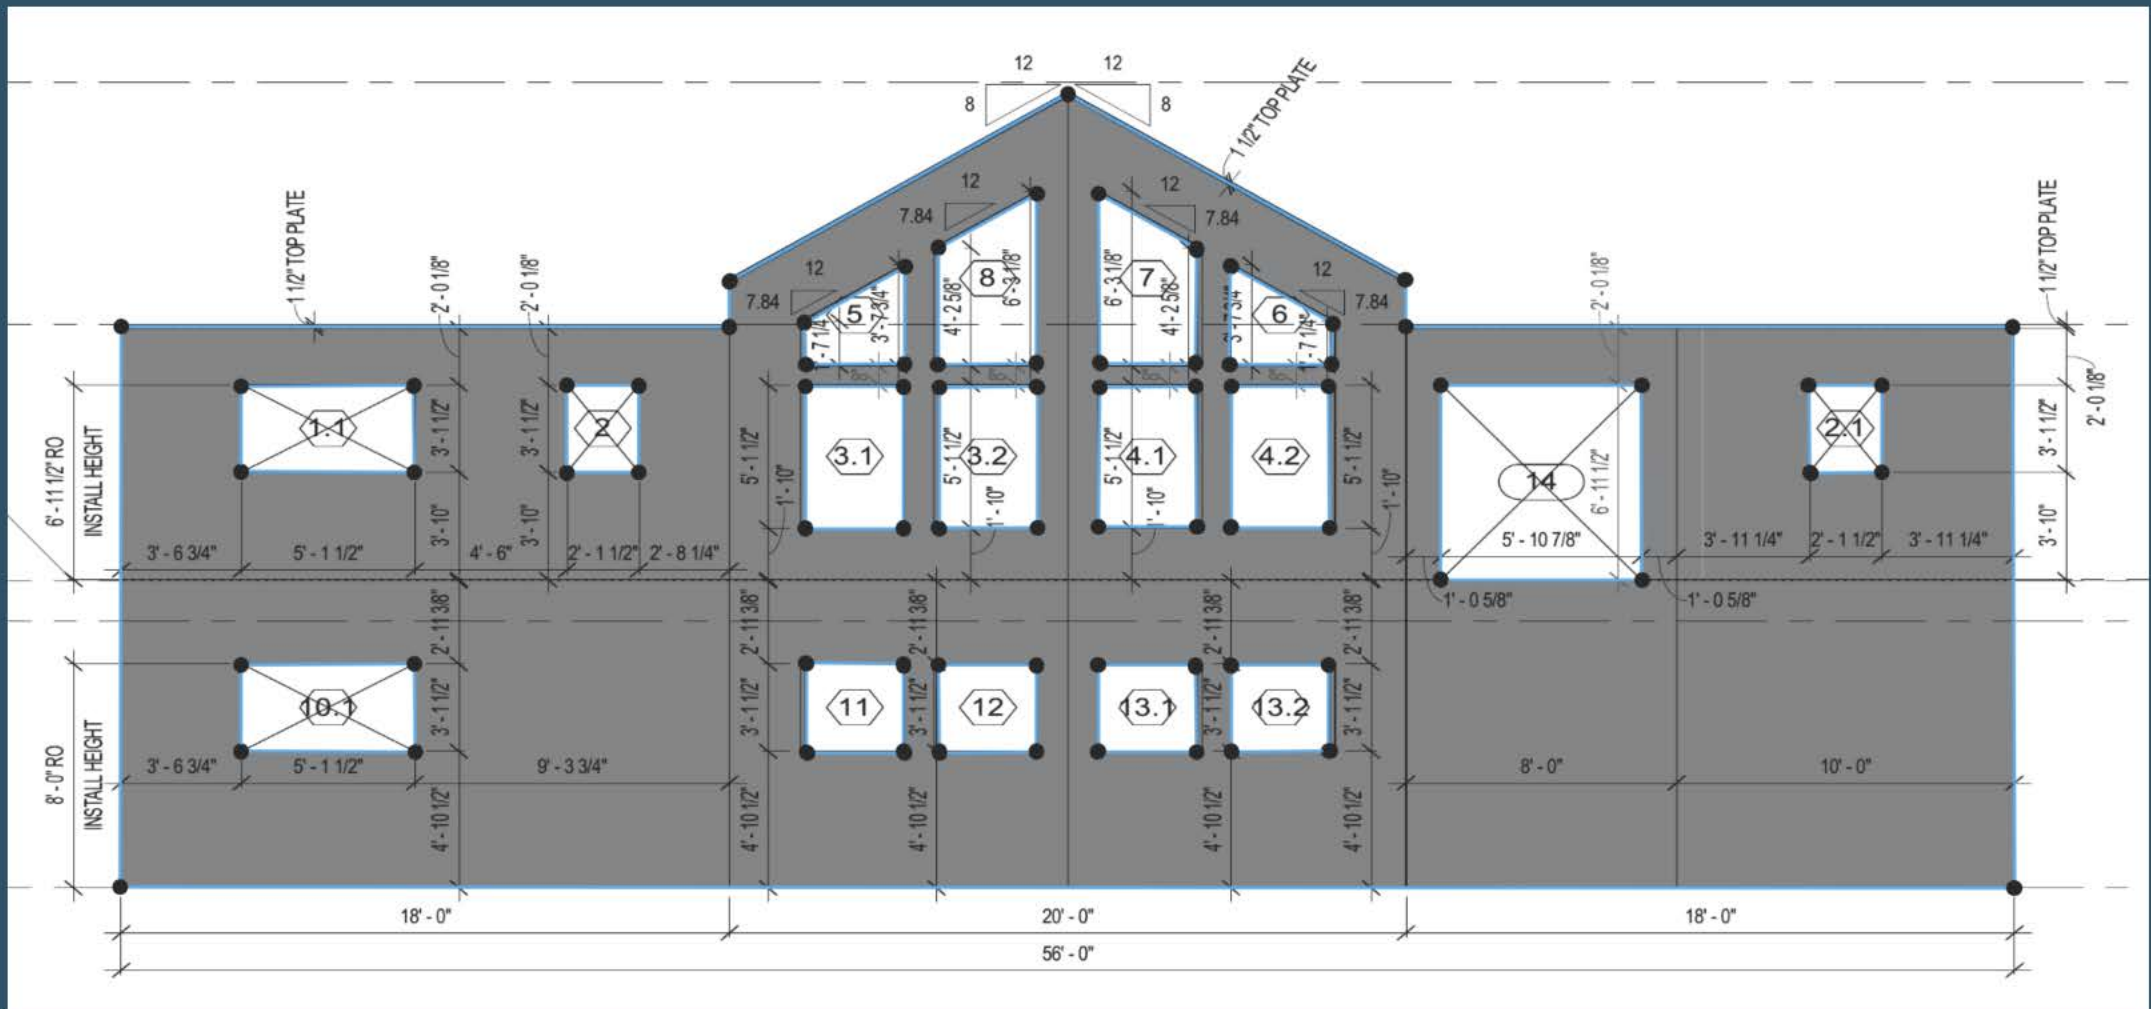 12 12
8 8
1 1/2" TOP PLATE
12 12
7.84 7.84
1 1/2" TOP PLATE
1 1/2" TOP PLATE
2' - 0 1/8"
2' - 0 1/8"
2' - 0 1/8"
2' - 0 1/8"
12 12
7.84 7.84
5 8 7 6
3' - 7 3/4"
4' - 2 5/8"
6' - 3 1/8"
6' - 3 1/8"
4' - 2 5/8"
1.1 2 3.1 3.2 4.1 4.2 14 2.1
6' - 11 1/2" RO
INSTALL HEIGHT
3' - 1 1/2"
3' - 1 1/2"
5' - 1 1/2"
5' - 1 1/2"
5' - 1 1/2"
5' - 1 1/2"
6' - 11 1/2"
3' - 1 1/2"
3' - 10"
3' - 10"
1' - 10"
1' - 10"
1' - 10"
1' - 10"
3' - 10"
3' - 6 3/4" 5' - 1 1/2" 4' - 6" 2' - 1 1/2" 2' - 8 1/4" 5' - 10 7/8" 3' - 11 1/4" 2' - 1 1/2" 3' - 11 1/4"
1' - 0 5/8" 1' - 0 5/8"
2' - 11 3/8"
2' - 11 3/8"
2' - 11 3/8"
2' - 11 3/8"
2' - 11 3/8"
10.1 11 12 13.1 13.2
8' - 0" RO
INSTALL HEIGHT
3' - 1 1/2"
3' - 1 1/2"
3' - 1 1/2"
3' - 1 1/2"
3' - 1 1/2"
3' - 6 3/4" 5' - 1 1/2" 9' - 3 3/4" 8' - 0" 10' - 0"
4' - 10 1/2"
4' - 10 1/2"
4' - 10 1/2"
4' - 10 1/2"
4' - 10 1/2"
18' - 0" 20' - 0" 18' - 0"
56' - 0"